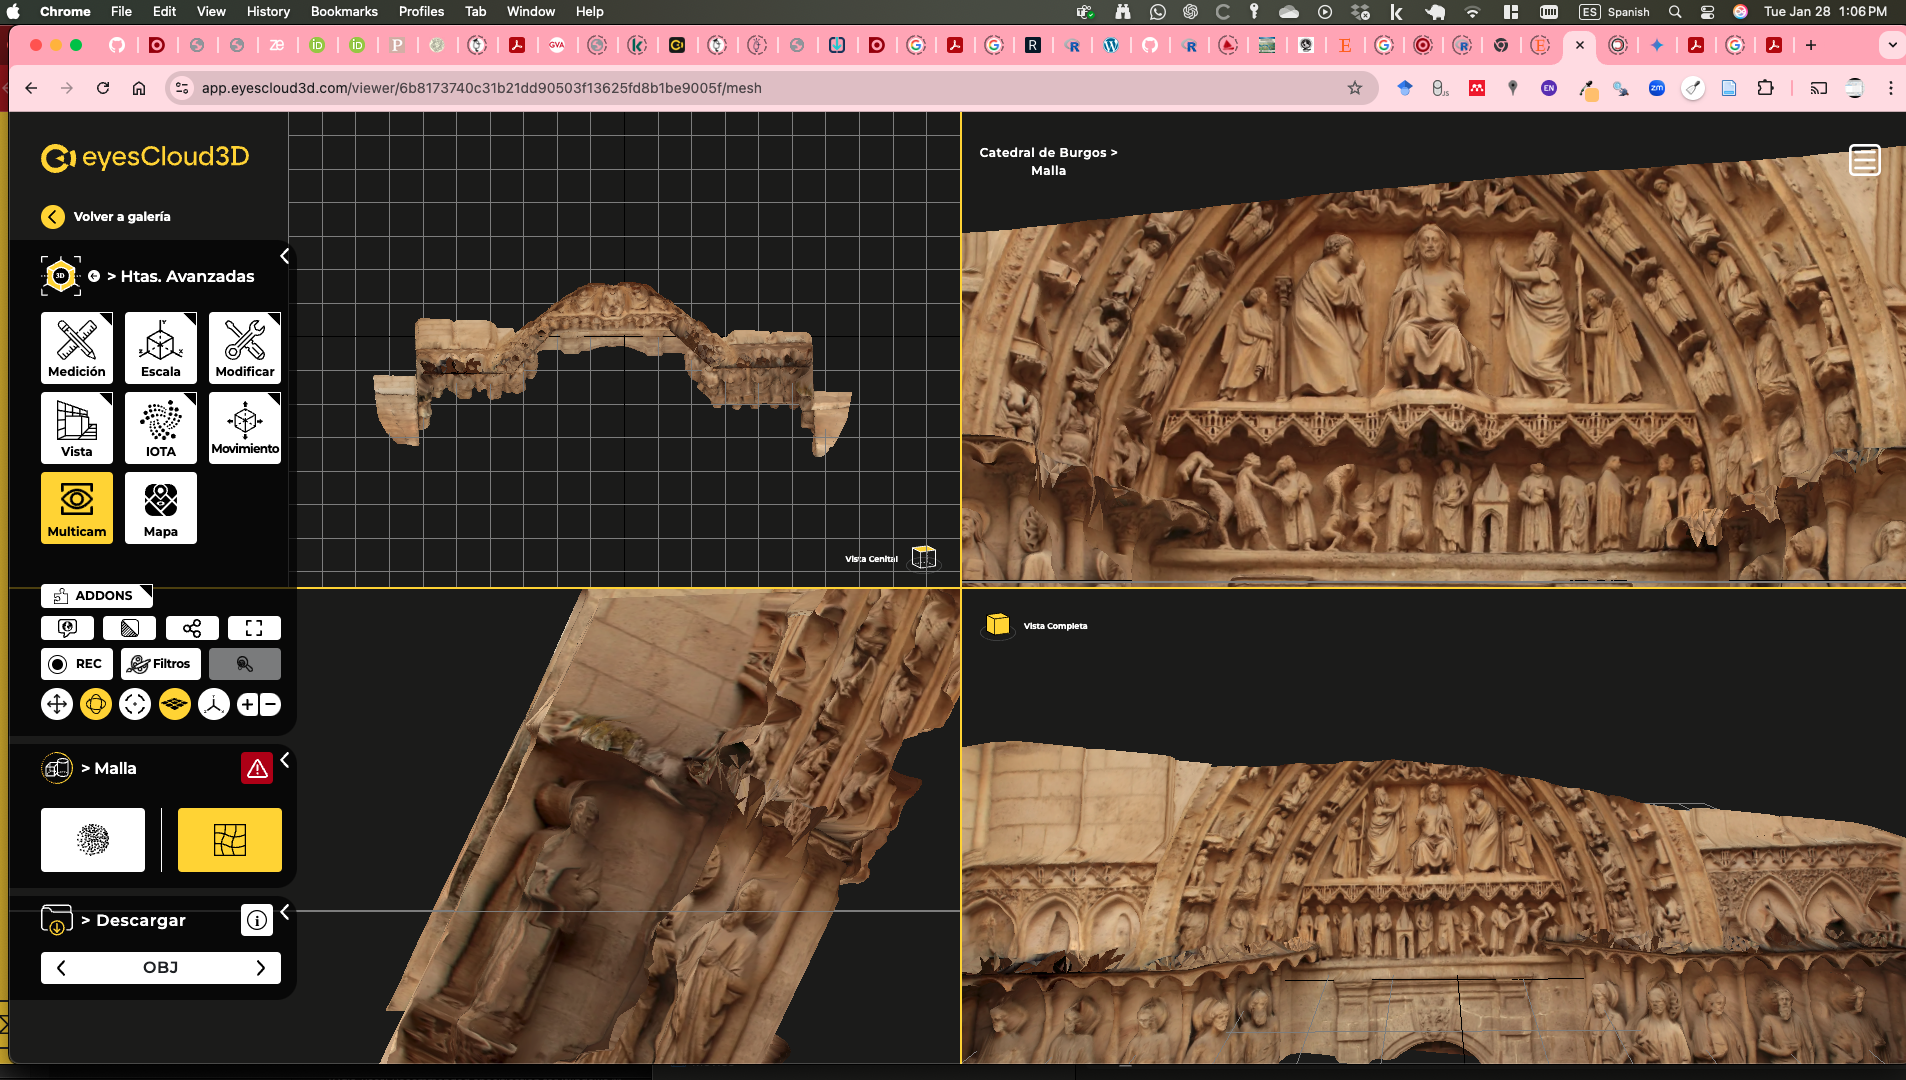 Chrome File Edit View History Bookmarks Profiles Tab Window Help
ES Spanish Tue Jan 28 1:06 PM
app.eyescloud3d.com/viewer/6b8173740c31b21dd90503f13625fd8b1be9005f/mesh
eyesCloud3D
Volver a galería
3D > Htas. Avanzadas
Medición Escala Modificar
Vista IOTA Movimiento
Multicam Mapa
ADDONS
REC Filtros
> Malla
> Descargar
OBJ
Vista Cenital
Catedral de Burgos >
Malla
Vista Completa